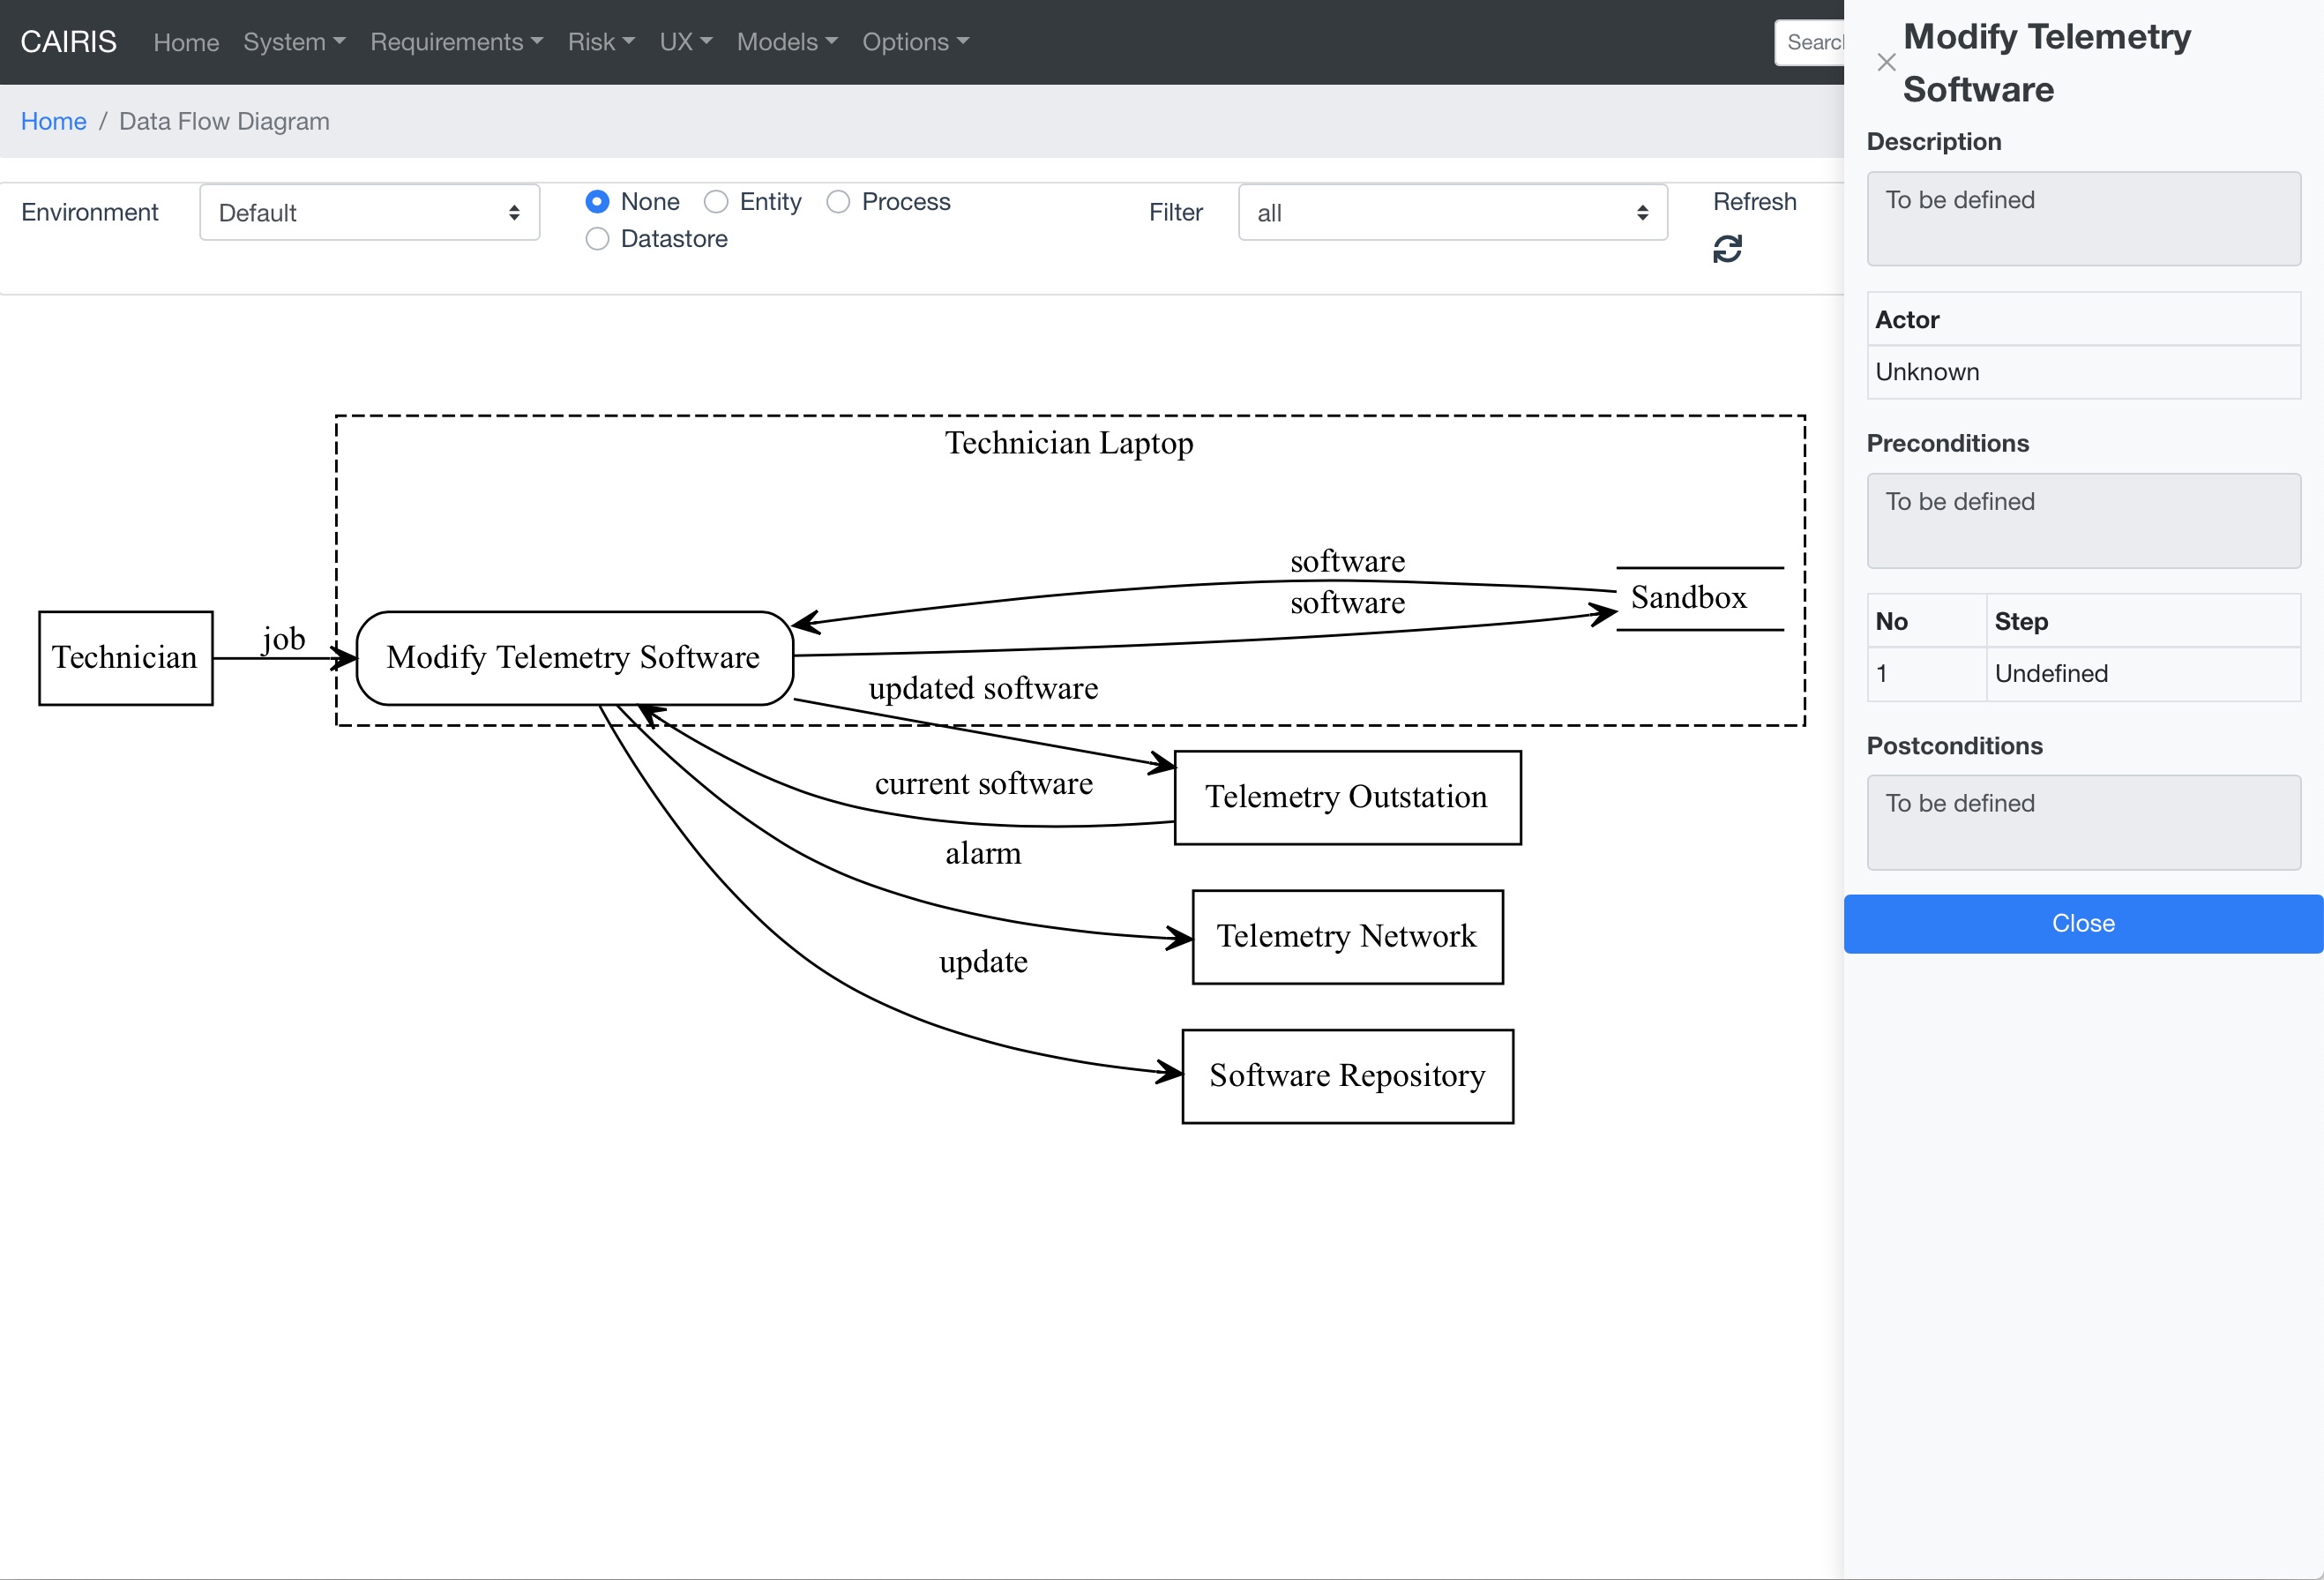 CAIRIS Home System Requirements Risk UX Models Options
Home / Data Flow Diagram
Environment Default None Entity Process Datastore Filter all Refresh
Technician Laptop
software
software
Sandbox
Technician
job
Modify Telemetry Software
updated software
current software
Telemetry Outstation
alarm
Telemetry Network
update
Software Repository
Modify Telemetry
Software
Description
To be defined
Actor
Unknown
Preconditions
To be defined
No Step
1 Undefined
Postconditions
To be defined
Close